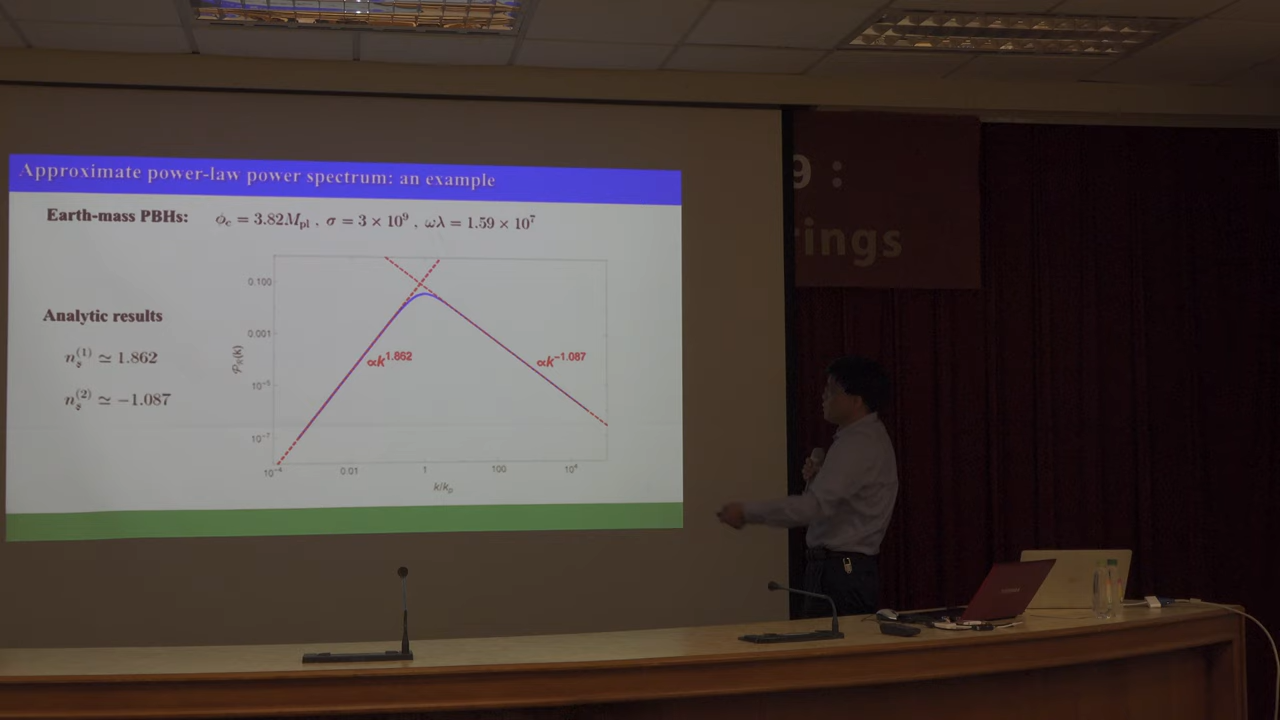 Approximate power-law power spectrum: an example
Earth-mass PBHs: ϕ_c = 3.82M_pl , σ = 3 × 10^9 , ωλ = 1.59 × 10^7
Analytic results
n_s^(1) ≃ 1.862
n_s^(2) ≃ −1.087
0.100
0.001
10^-5
10^-7
10^-4
0.01
1
100
10^4
k/k_p
∝k^1.862
∝k^-1.087
9 :
rings